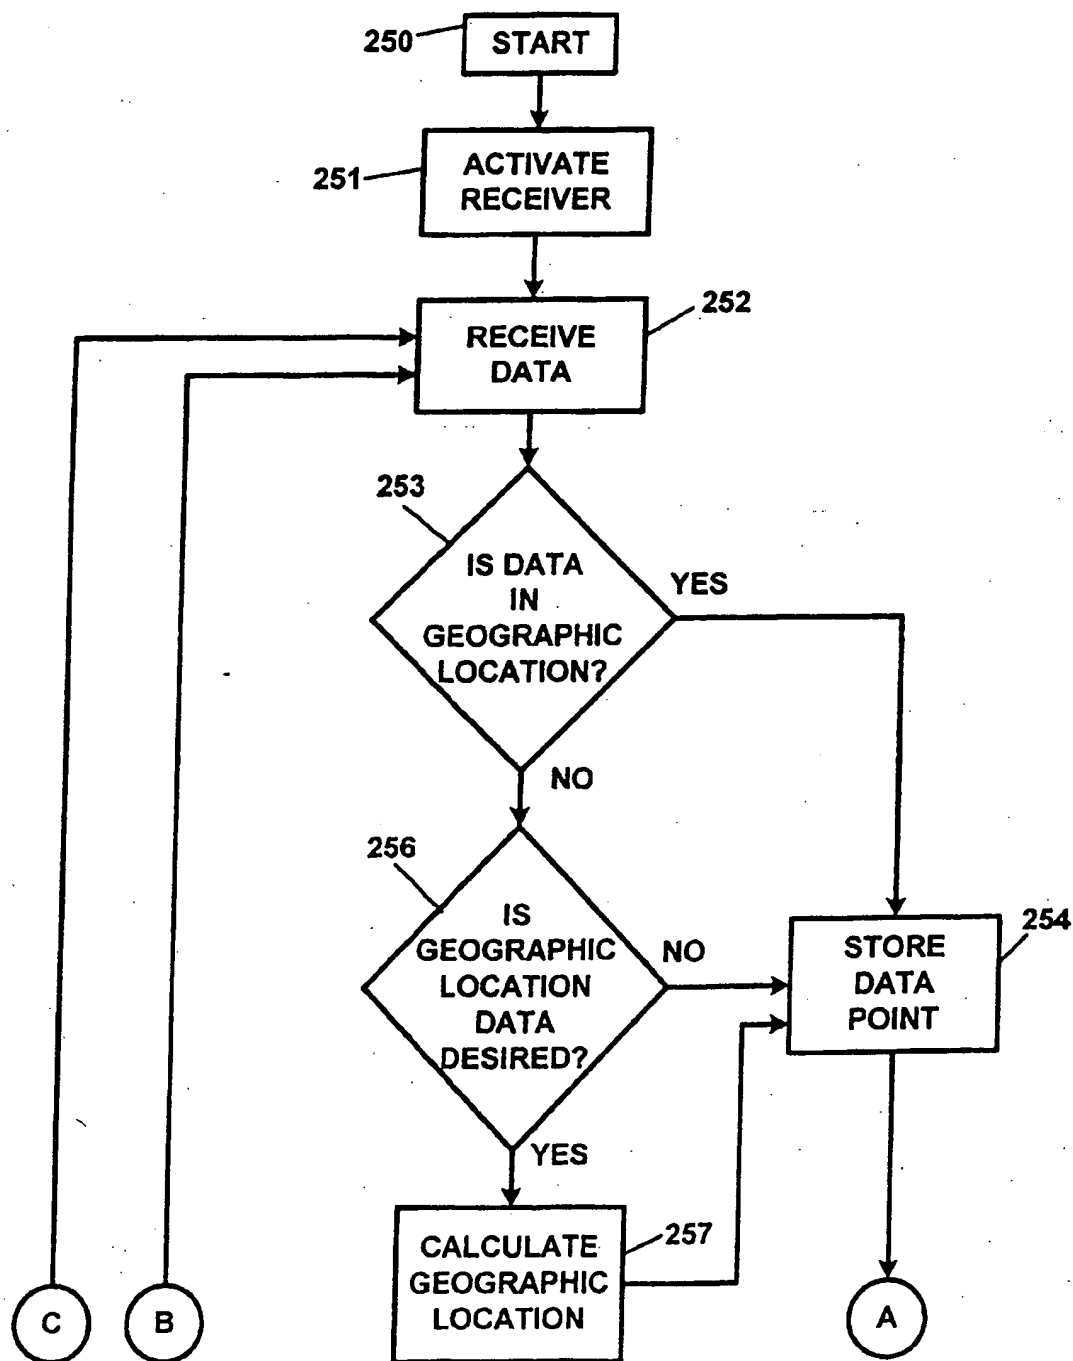 250
START
251
ACTIVATE
RECEIVER
252
RECEIVE
DATA
253
IS DATA
IN
GEOGRAPHIC
LOCATION?
YES
NO
256
IS
GEOGRAPHIC
LOCATION
DATA
DESIRED?
NO
254
STORE
DATA
POINT
YES
257
CALCULATE
GEOGRAPHIC
LOCATION
C
B
A